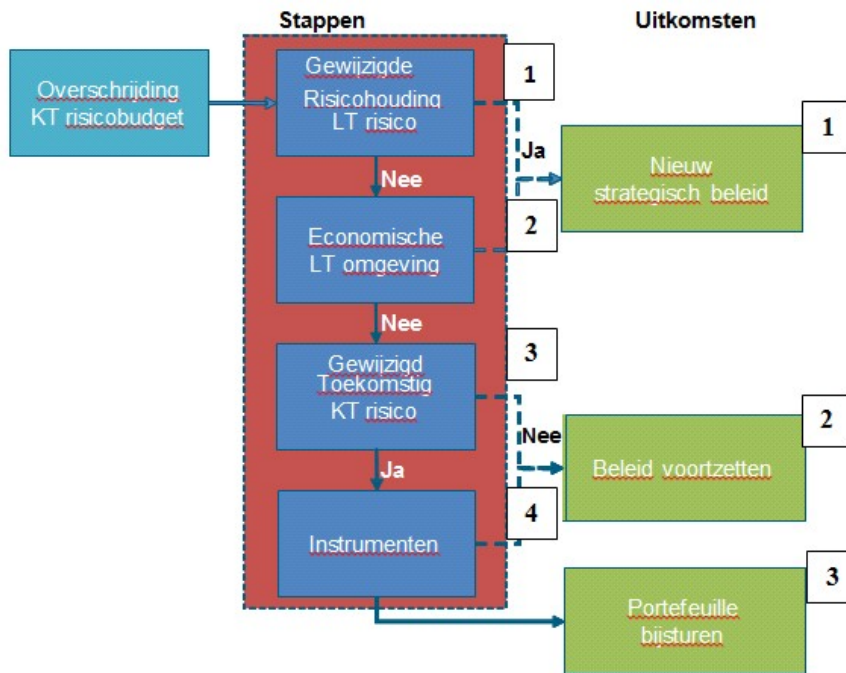 Stappen
Uitkomsten
Overschrijding
KT risicobudget
Gewijzigde
Risicohouding
LT risico
1
Ja
Nieuw
strategisch beleid
1
Nee
Economische
LT omgeving
2
Nee
Gewijzigd
Toekomstig
KT risico
3
Nee
Beleid voortzetten
2
Ja
Instrumenten
4
Portefeuille
bijsturen
3